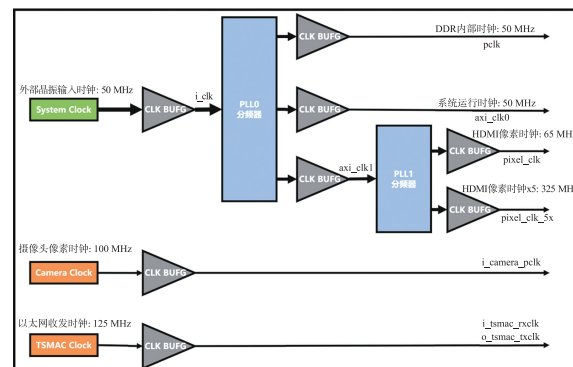 DDR内部时钟: 50 MHz
CLK BUFG
pclk
外部晶振输入时钟: 50 MHz
System Clock
CLK BUFG
i_clk
PLL0
分频器
CLK BUFG
系统运行时钟: 50 MHz
axi_clk0
CLK BUFG
axi_clk1
PLL1
分频器
HDMI像素时钟: 65 MH
CLK BUFG
pixel_clk
HDMI像素时钟x5: 325 MH
CLK BUFG
pixel_clk_5x
摄像头像素时钟: 100 MHz
Camera Clock
CLK BUFG
i_camera_pclk
以太网收发时钟: 125 MHz
TSMAC Clock
CLK BUFG
i_tsmac_rxclk
o_tsmac_txclk